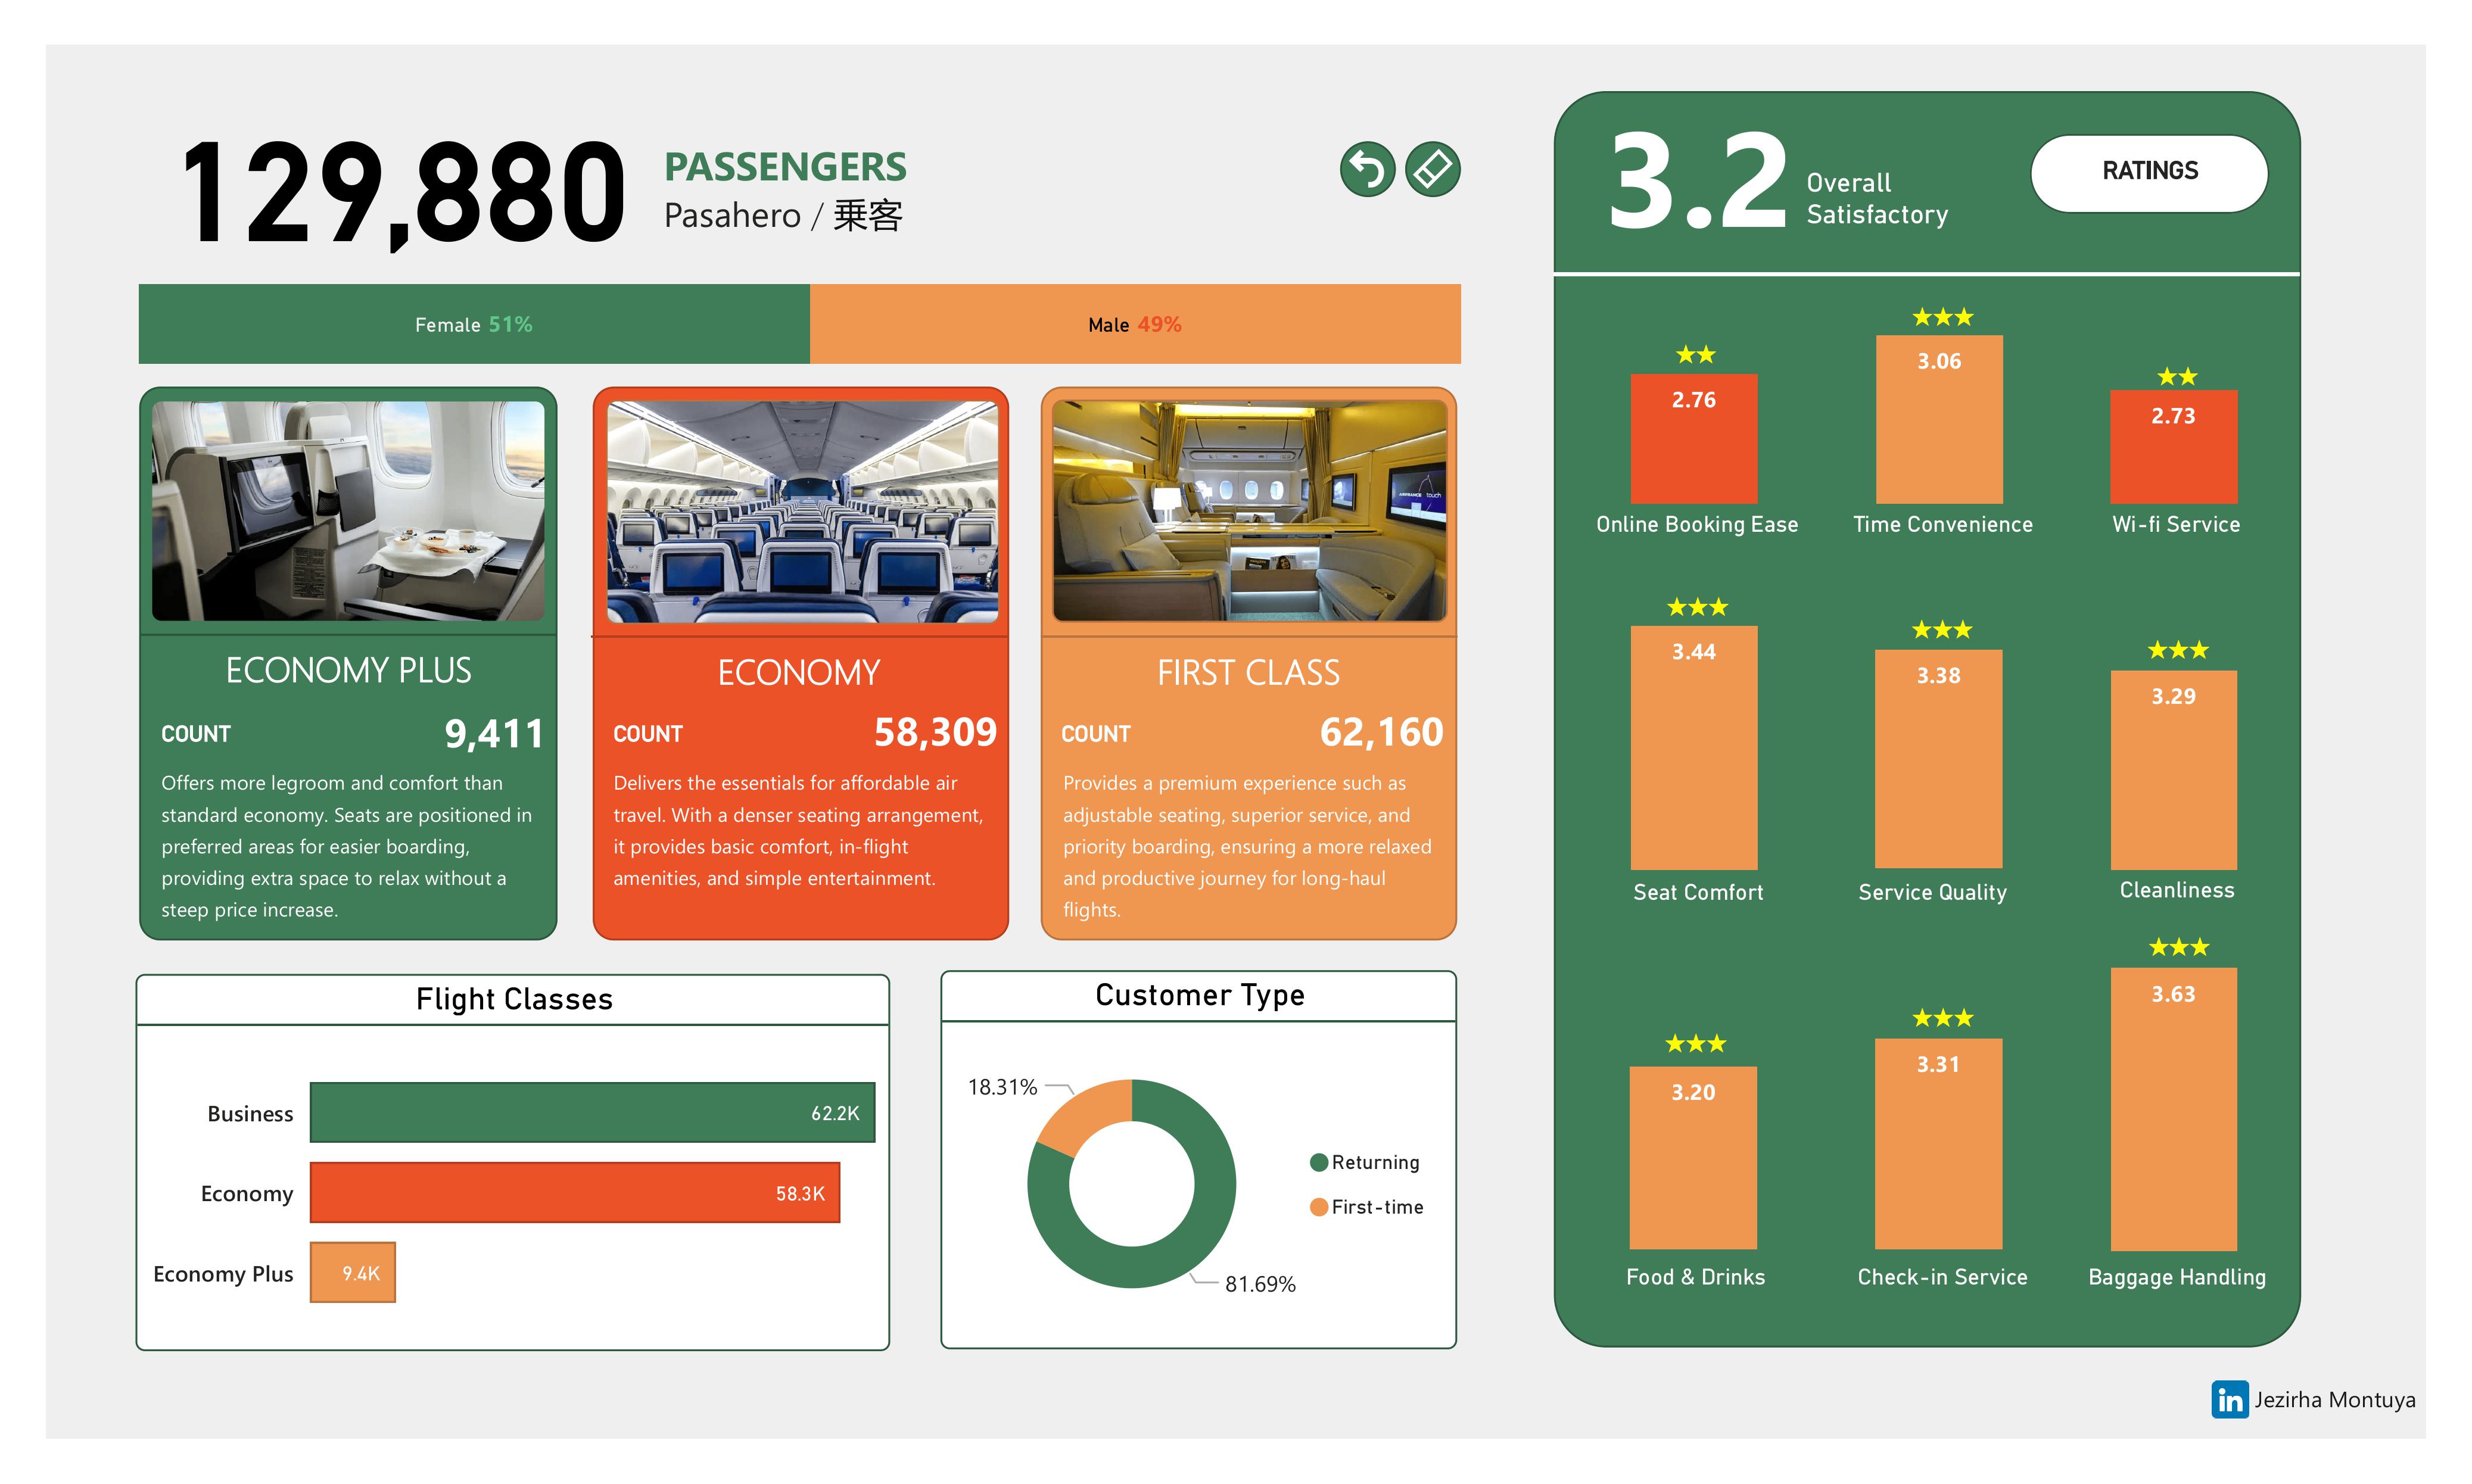 129,880
PASSENGERS
Pasahero / 乗客
Female 51%
Male 49%
ECONOMY PLUS
COUNT 9,411
Offers more legroom and comfort than
standard economy. Seats are positioned in
preferred areas for easier boarding,
providing extra space to relax without a
steep price increase.
ECONOMY
COUNT 58,309
Delivers the essentials for affordable air
travel. With a denser seating arrangement,
it provides basic comfort, in-flight
amenities, and simple entertainment.
FIRST CLASS
COUNT 62,160
Provides a premium experience such as
adjustable seating, superior service, and
priority boarding, ensuring a more relaxed
and productive journey for long-haul
flights.
Flight Classes
Business 62.2K
Economy 58.3K
Economy Plus 9.4K
Customer Type
18.31%
81.69%
Returning
First-time
3.2
Overall
Satisfactory
RATINGS
★★
2.76
Online Booking Ease
★★★
3.06
Time Convenience
★★
2.73
Wi-fi Service
★★★
3.44
Seat Comfort
★★★
3.38
Service Quality
★★★
3.29
Cleanliness
★★★
3.20
Food & Drinks
★★★
3.31
Check-in Service
★★★
3.63
Baggage Handling
in Jezirha Montuya